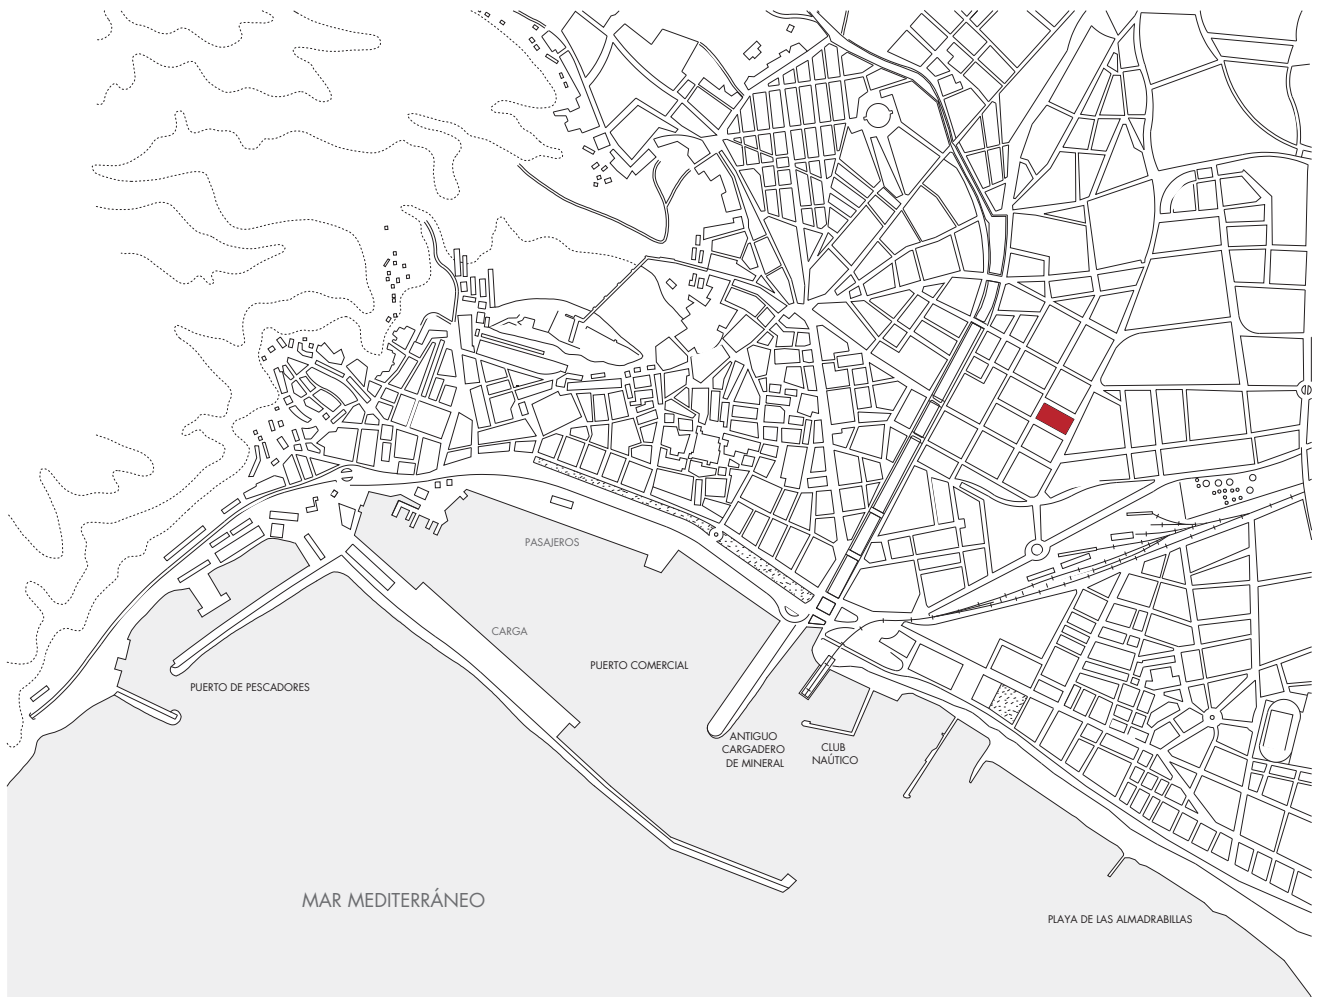 PASAJEROS
CARGA
PUERTO COMERCIAL
PUERTO DE PESCADORES
ANTIGUO
CARGADERO
DE MINERAL
CLUB
NAÚTICO
MAR MEDITERRÁNEO
PLAYA DE LAS ALMADRABILLAS